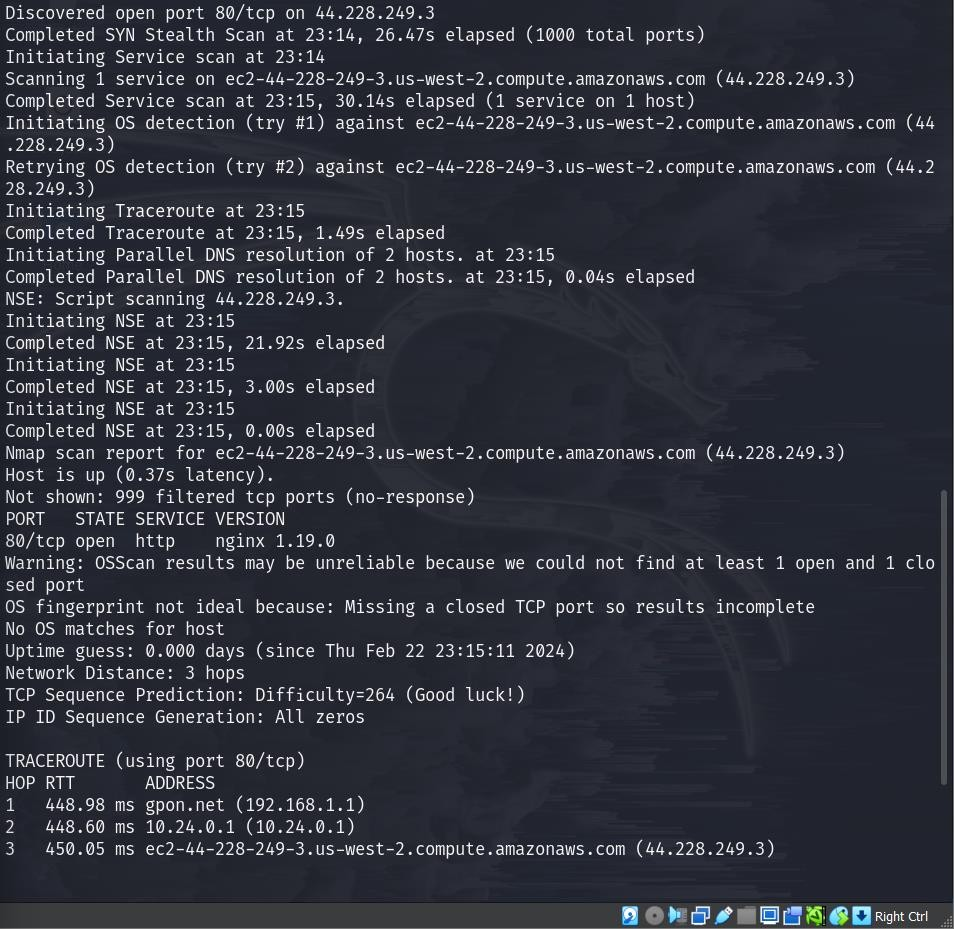 Discovered open port 80/tcp on 44.228.249.3
Completed SYN Stealth Scan at 23:14, 26.47s elapsed (1000 total ports)
Initiating Service scan at 23:14
Scanning 1 service on ec2-44-228-249-3.us-west-2.compute.amazonaws.com (44.228.249.3)
Completed Service scan at 23:15, 30.14s elapsed (1 service on 1 host)
Initiating OS detection (try #1) against ec2-44-228-249-3.us-west-2.compute.amazonaws.com (44
.228.249.3)
Retrying OS detection (try #2) against ec2-44-228-249-3.us-west-2.compute.amazonaws.com (44.2
28.249.3)
Initiating Traceroute at 23:15
Completed Traceroute at 23:15, 1.49s elapsed
Initiating Parallel DNS resolution of 2 hosts. at 23:15
Completed Parallel DNS resolution of 2 hosts. at 23:15, 0.04s elapsed
NSE: Script scanning 44.228.249.3.
Initiating NSE at 23:15
Completed NSE at 23:15, 21.92s elapsed
Initiating NSE at 23:15
Completed NSE at 23:15, 3.00s elapsed
Initiating NSE at 23:15
Completed NSE at 23:15, 0.00s elapsed
Nmap scan report for ec2-44-228-249-3.us-west-2.compute.amazonaws.com (44.228.249.3)
Host is up (0.37s latency).
Not shown: 999 filtered tcp ports (no-response)
PORT   STATE SERVICE VERSION
80/tcp open  http    nginx 1.19.0
Warning: OSScan results may be unreliable because we could not find at least 1 open and 1 clo
sed port
OS fingerprint not ideal because: Missing a closed TCP port so results incomplete
No OS matches for host
Uptime guess: 0.000 days (since Thu Feb 22 23:15:11 2024)
Network Distance: 3 hops
TCP Sequence Prediction: Difficulty=264 (Good luck!)
IP ID Sequence Generation: All zeros

TRACEROUTE (using port 80/tcp)
HOP RTT       ADDRESS
1   448.98 ms gpon.net (192.168.1.1)
2   448.60 ms 10.24.0.1 (10.24.0.1)
3   450.05 ms ec2-44-228-249-3.us-west-2.compute.amazonaws.com (44.228.249.3)
Right Ctrl